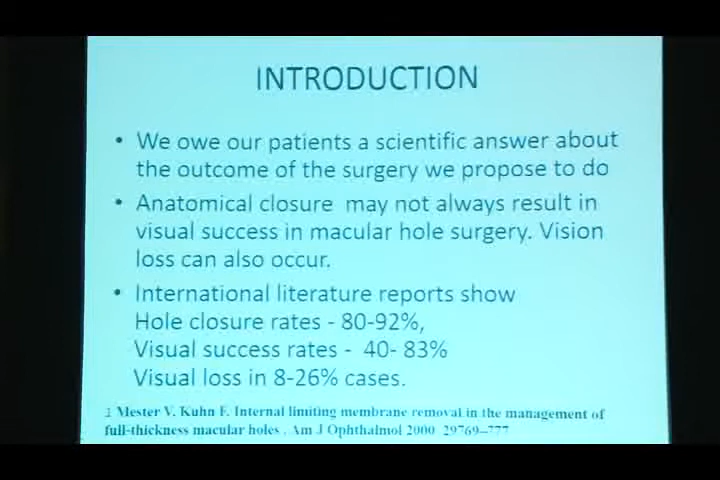 INTRODUCTION
• We owe our patients a scientific answer about
the outcome of the surgery we propose to do
• Anatomical closure may not always result in
visual success in macular hole surgery. Vision
loss can also occur.
• International literature reports show
Hole closure rates - 80-92%,
Visual success rates - 40- 83%
Visual loss in 8-26% cases.
Mester V. Kuhn F. Internal limiting membrane removal in the management of
full-thickness macular holes . Am J Ophthalmol 2000 29769–777